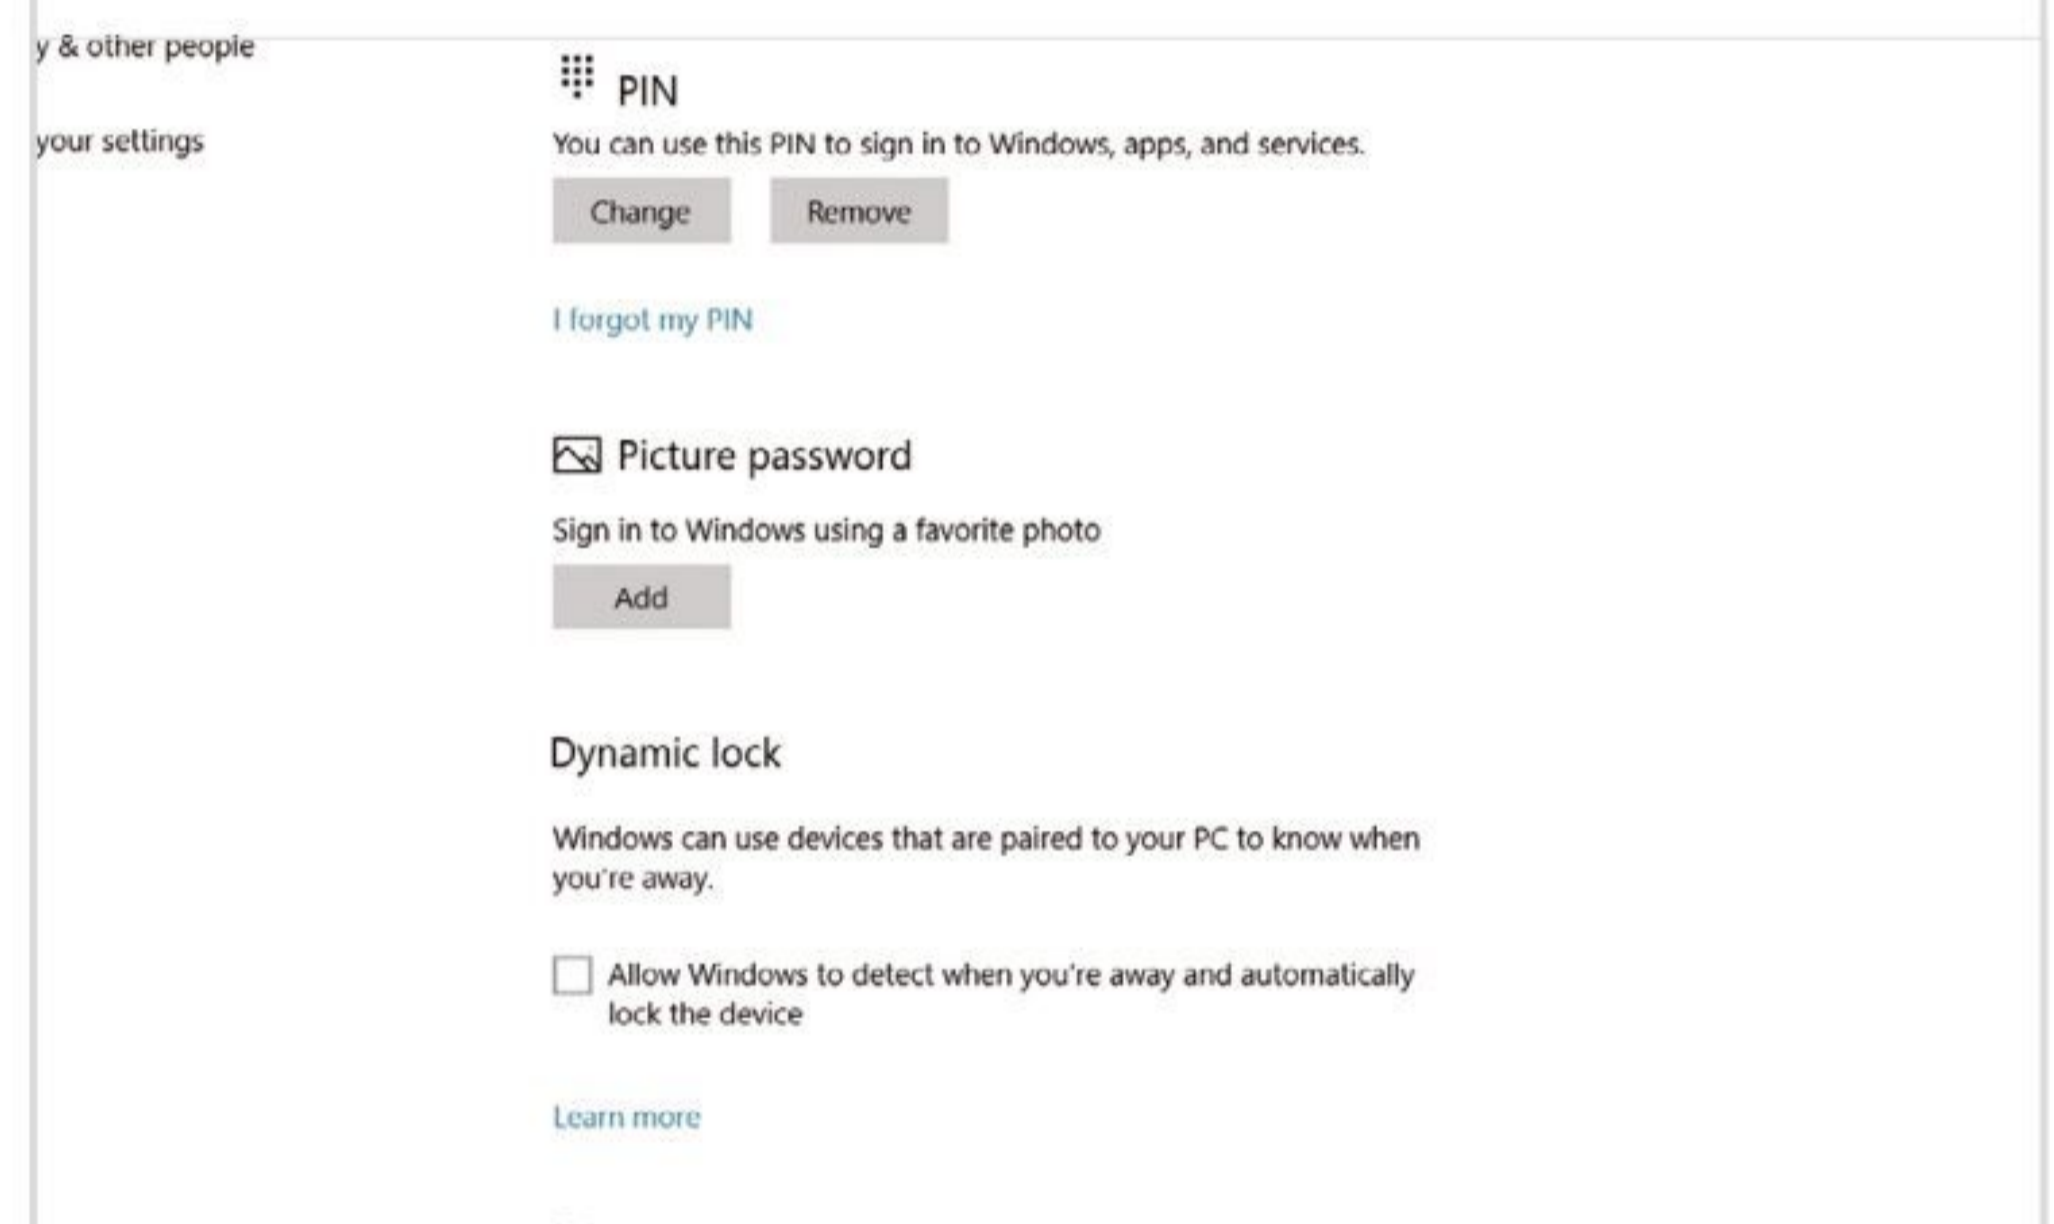 y & other people
your settings
PIN
You can use this PIN to sign in to Windows, apps, and services.
Change
Remove
I forgot my PIN
Picture password
Sign in to Windows using a favorite photo
Add
Dynamic lock
Windows can use devices that are paired to your PC to know when
you're away.
Allow Windows to detect when you're away and automatically
lock the device
Learn more